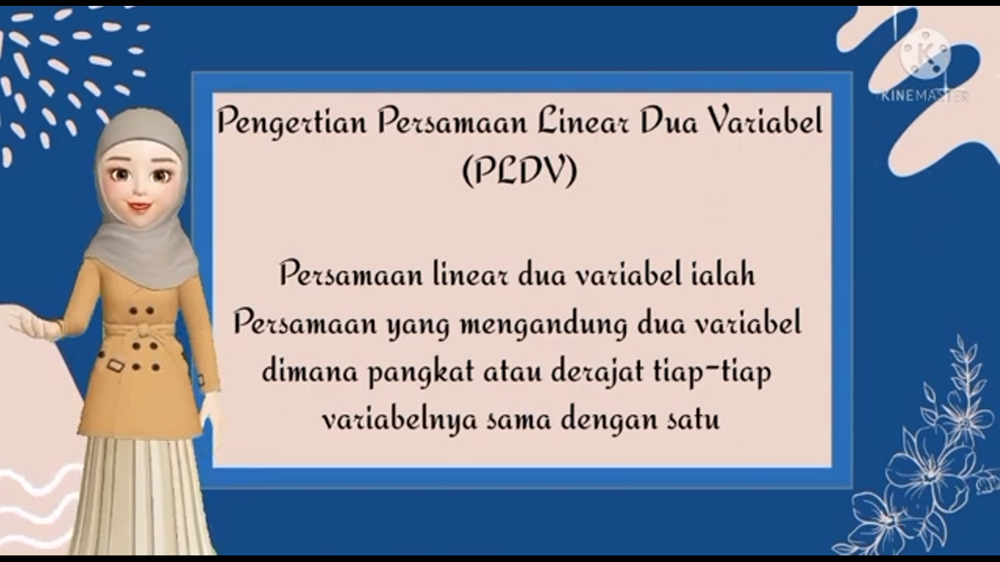 Pengertian Persamaan Linear Dua Variabel
(PLDV)
Persamaan linear dua variabel ialah
Persamaan yang mengandung dua variabel
dimana pangkat atau derajat tiap-tiap
variabelnya sama dengan satu
K
KINEMASTER